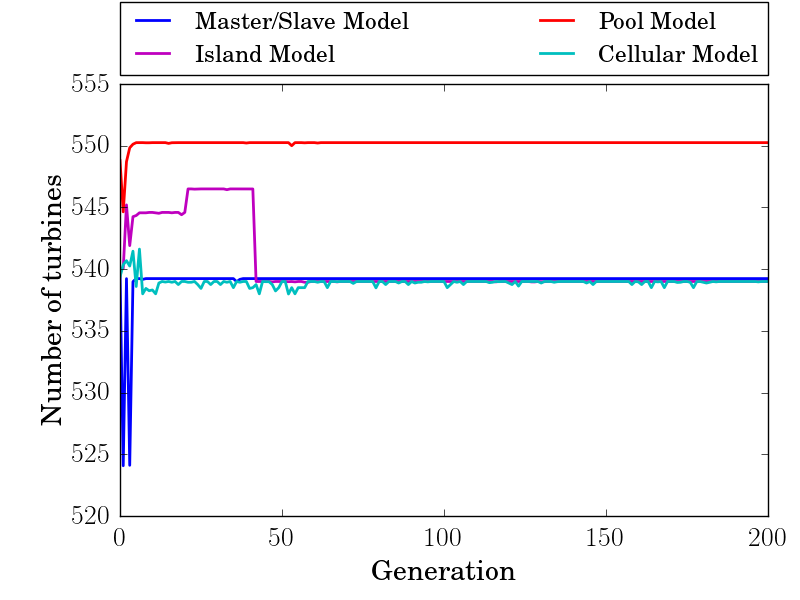 Master/Slave Model Pool Model
Island Model Cellular Model
555
550
545
540
535
530
525
520
Number of turbines
0 50 100 150 200
Generation